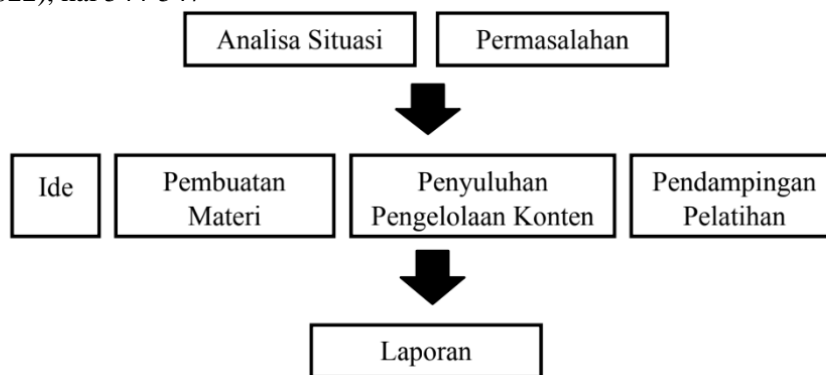 Analisa Situasi
Permasalahan
Ide
Pembuatan
Materi
Penyuluhan
Pengelolaan Konten
Pendampingan
Pelatihan
Laporan